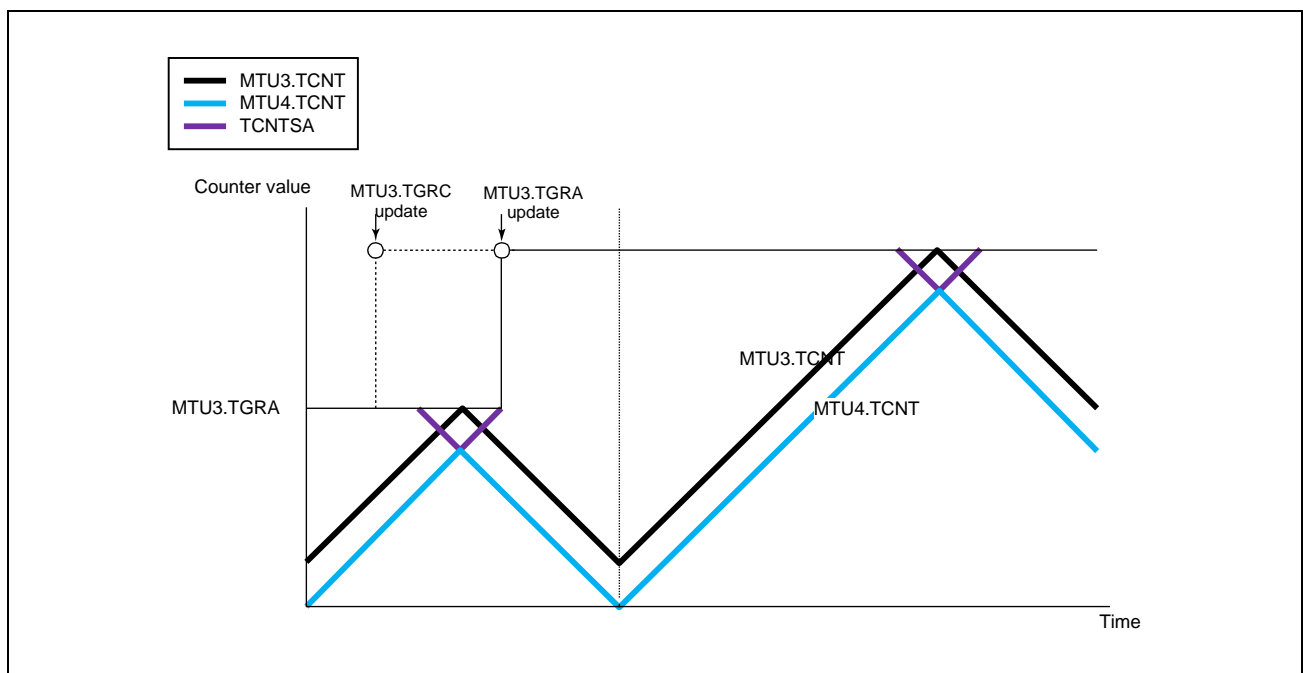 MTU3.TCNT
MTU4.TCNT
TCNTSA
Counter value
MTU3.TGRC
update
MTU3.TGRA
update
MTU3.TCNT
MTU3.TGRA
MTU4.TCNT
Time